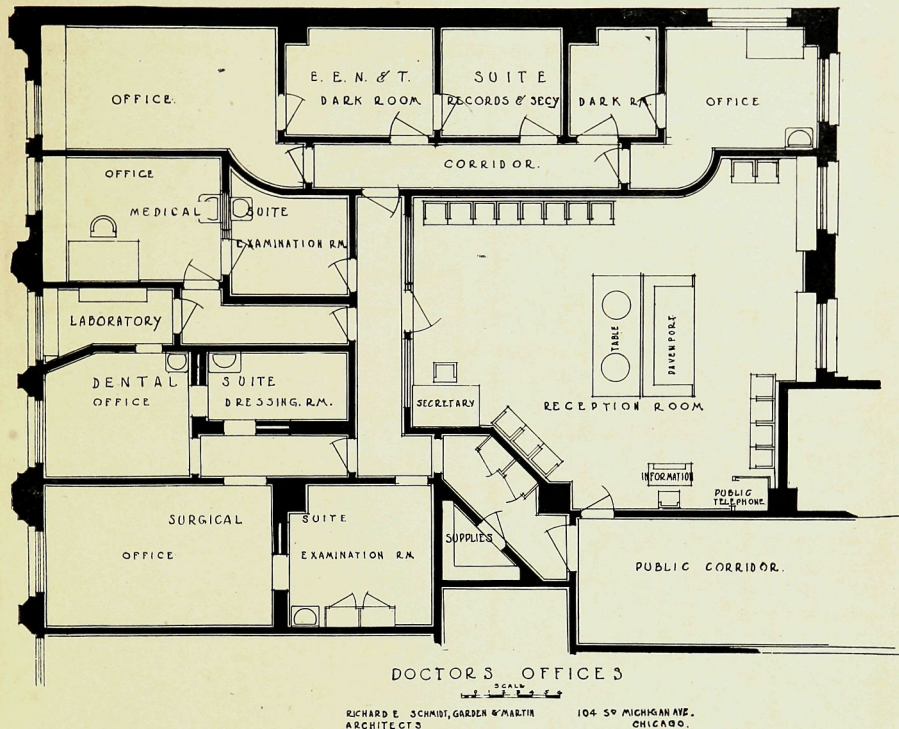 OFFICE.
E. E. N. & T.
DARK ROOM
SUITE
RECORDS & SECY
DARK RM.
OFFICE
CORRIDOR.
OFFICE
MEDICAL SUITE
EXAMINATION RM.
LABORATORY
DENTAL SUITE
OFFICE
DRESSING. RM.
TABLE
DAVENPORT.
SECRETARY
RECEPTION ROOM
INFORMATION
PUBLIC
TELEPHONE
SURGICAL SUITE
OFFICE
EXAMINATION RM.
SUPPLIES
PUBLIC CORRIDOR.
DOCTORS OFFICES
SCALE
RICHARD E SCHMIDT, GARDEN & MARTIN
ARCHITECTS
104 SO MICHIGAN AVE.
CHICAGO.